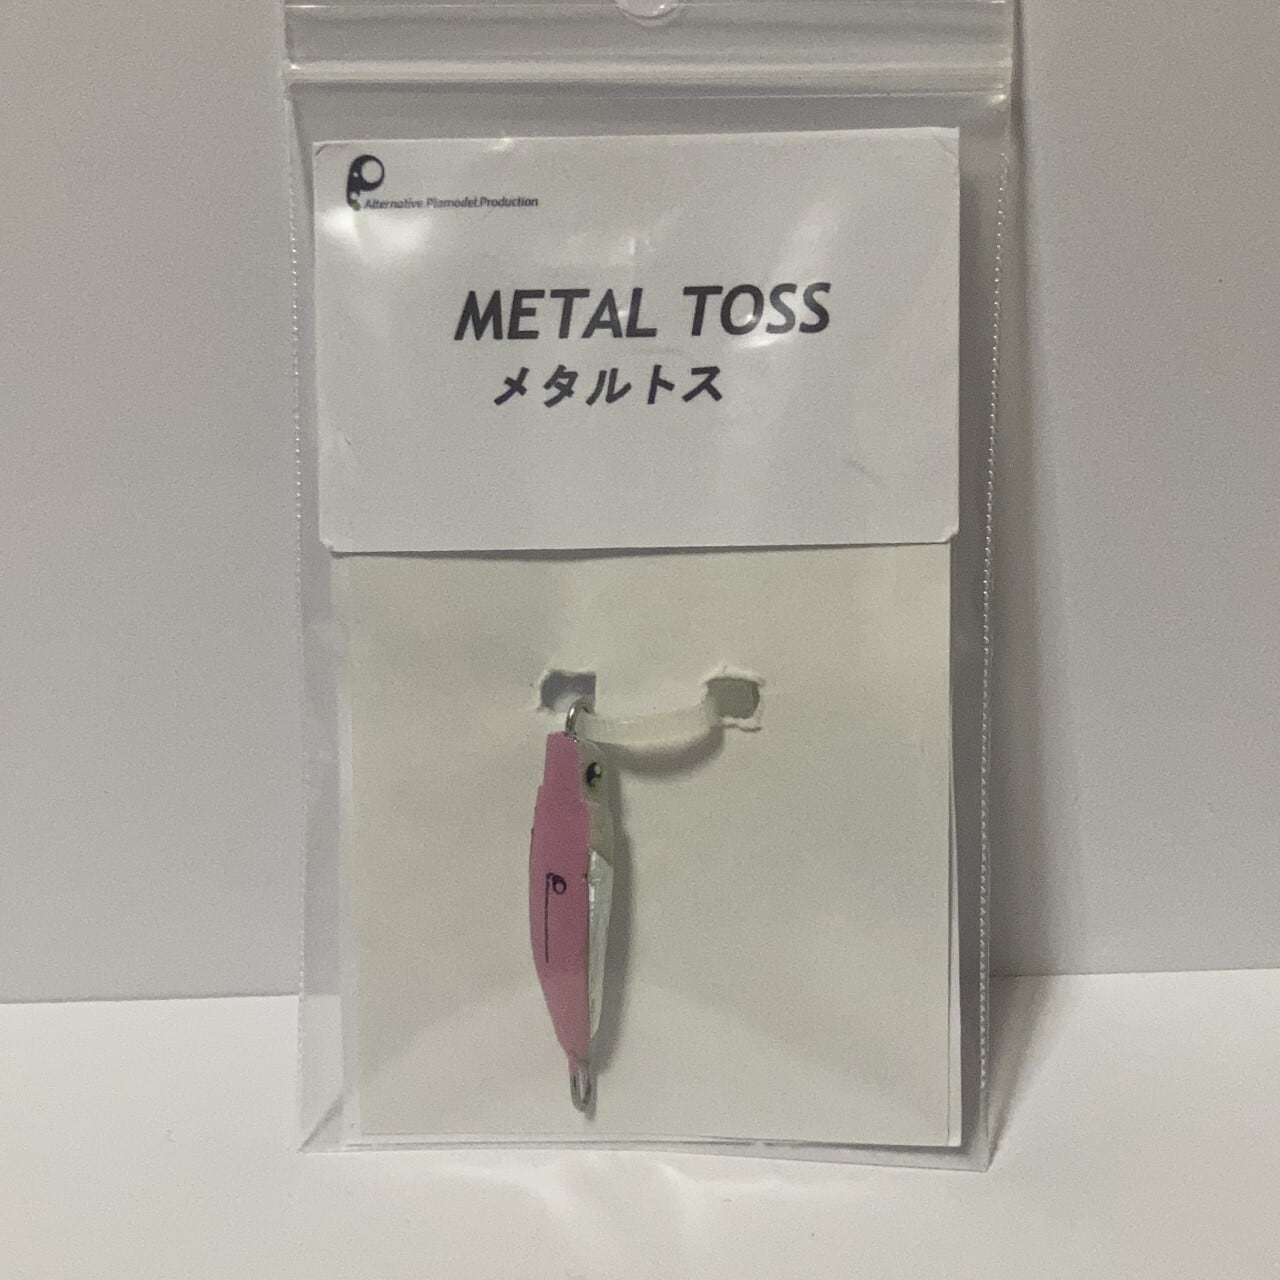 Alternative.Plamodel.Production
METAL TOSS
メタルトス